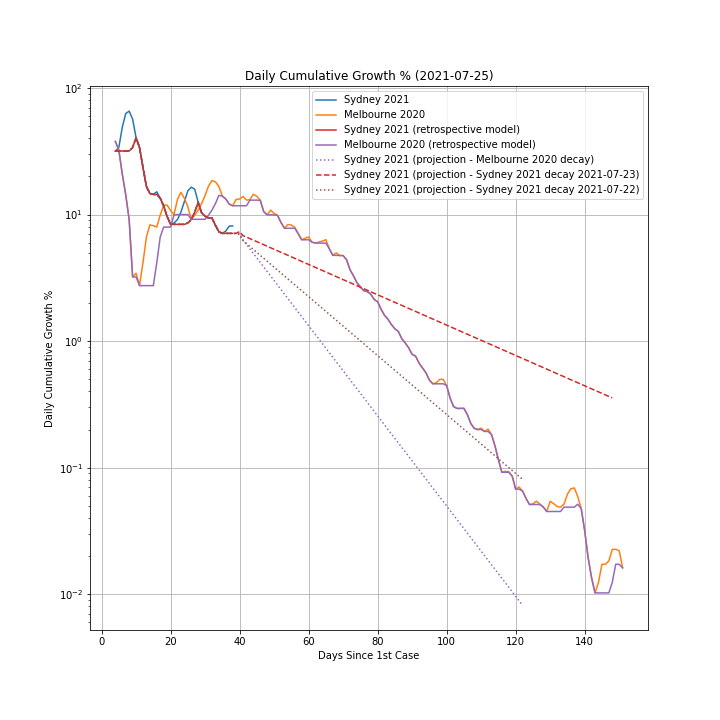 Daily Cumulative Growth % (2021-07-25)
Sydney 2021
Melbourne 2020
Sydney 2021 (retrospective model)
Melbourne 2020 (retrospective model)
Sydney 2021 (projection - Melbourne 2020 decay)
Sydney 2021 (projection - Sydney 2021 decay 2021-07-23)
Sydney 2021 (projection - Sydney 2021 decay 2021-07-22)
Daily Cumulative Growth %
10²
10¹
10⁰
10⁻¹
10⁻²
0 20 40 60 80 100 120 140
Days Since 1st Case